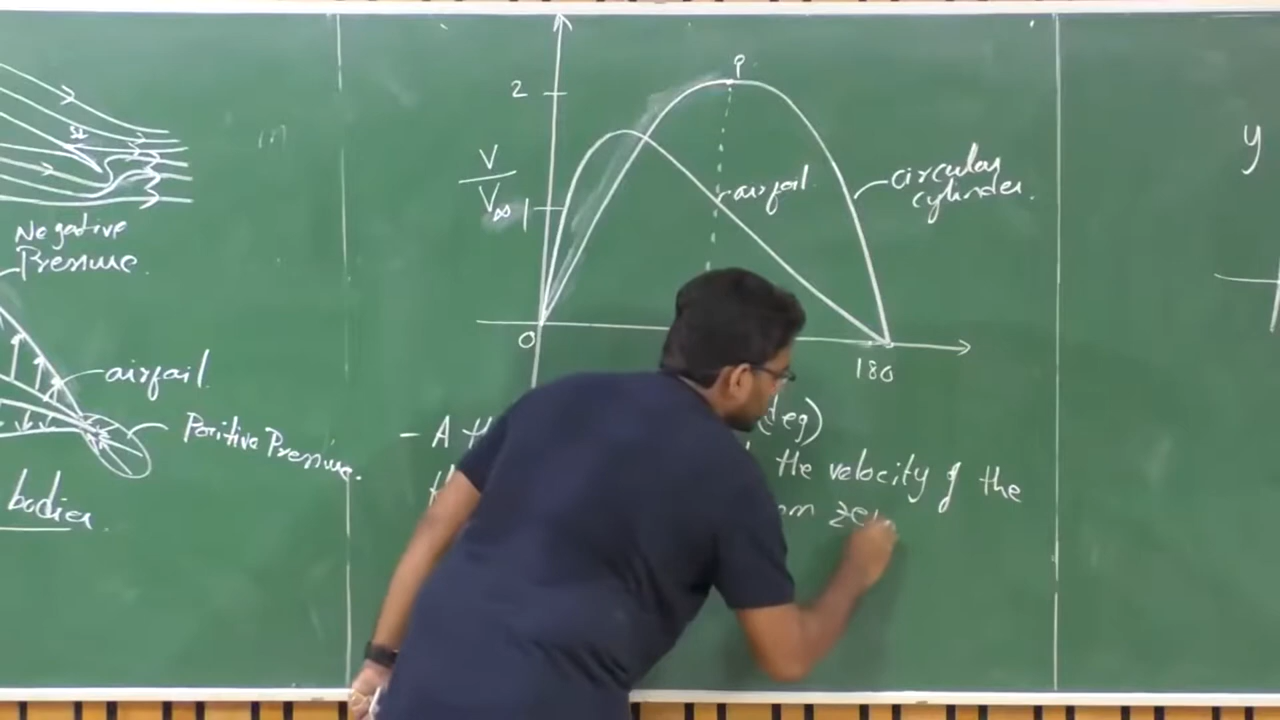 S2
Negative
Pressure.
airfoil
Positive Pressure.
bodies
2
V
V∞
1
0
P
airfoil
circular
cylinder.
180
deg)
- A
the velocity of the
zer
y